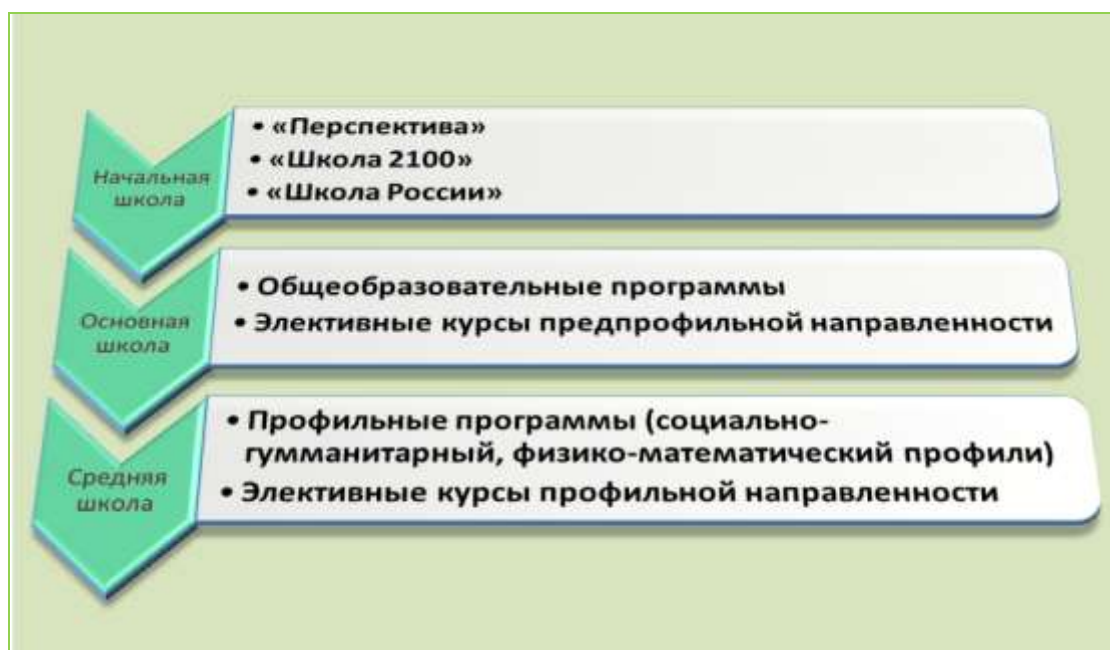 Начальная
школа
• «Перспектива»
• «Школа 2100»
• «Школа России»
Основная
школа
• Общеобразовательные программы
• Элективные курсы предпрофильной направленности
Средняя
школа
• Профильные программы (социально-
гумманитарный, физико-математический профили)
• Элективные курсы профильной направленности